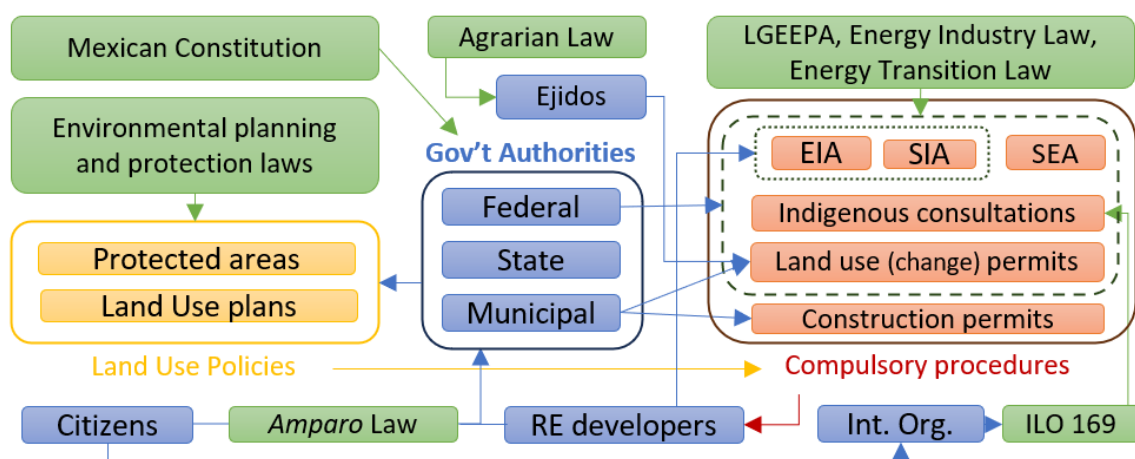 Mexican Constitution
Agrarian Law
LGEEPA, Energy Industry Law,
Energy Transition Law
Ejidos
Environmental planning
and protection laws
Gov't Authorities
EIA
SIA
SEA
Federal
Indigenous consultations
State
Protected areas
Land use (change) permits
Land Use plans
Municipal
Construction permits
Land Use Policies
Compulsory procedures
Citizens
Amparo Law
RE developers
Int. Org.
ILO 169